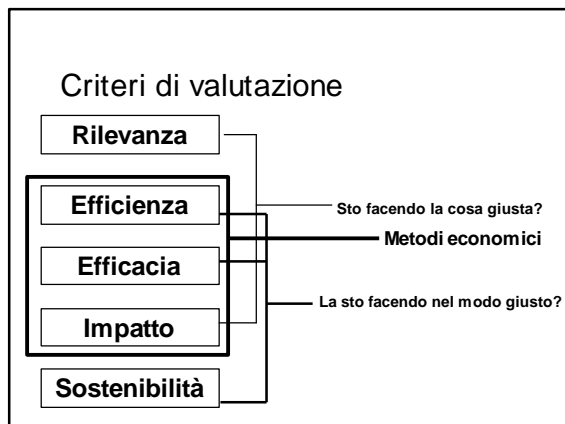 Criteri di valutazione
Rilevanza
Efficienza
Efficacia
Impatto
Sostenibilità
Sto facendo la cosa giusta?
Metodi economici
La sto facendo nel modo giusto?